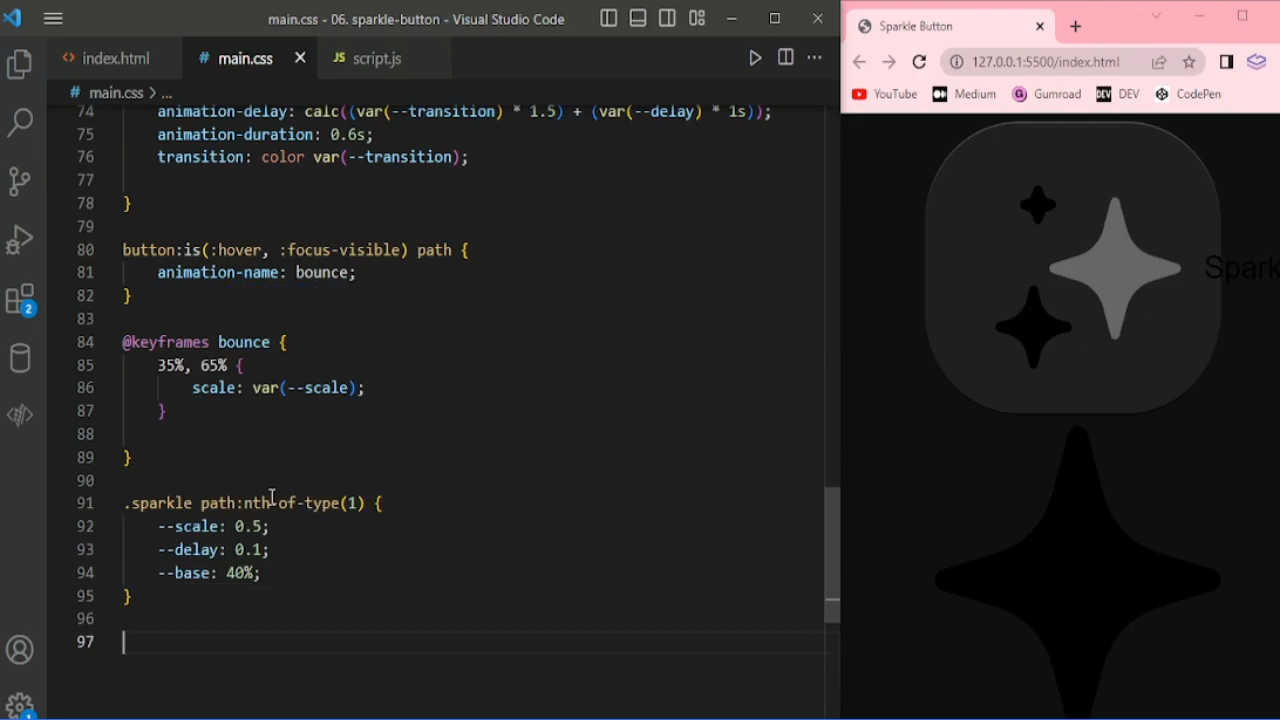 main.css - 06. sparkle-button - Visual Studio Code
index.html
main.css
script.js
main.css > ...
74 animation-delay: calc((var(--transition) * 1.5) + (var(--delay) * 1s));
75 animation-duration: 0.6s;
76 transition: color var(--transition);
77
78 }
79
80 button:is(:hover, :focus-visible) path {
81 animation-name: bounce;
82 }
83
84 @keyframes bounce {
85 35%, 65% {
86 scale: var(--scale);
87 }
88
89 }
90
91 .sparkle path:nth-of-type(1) {
92 --scale: 0.5;
93 --delay: 0.1;
94 --base: 40%;
95 }
96
97
2
1
Sparkle Button
127.0.0.1:5500/index.html
YouTube
Medium
Gumroad
DEV DEV
CodePen
Spark